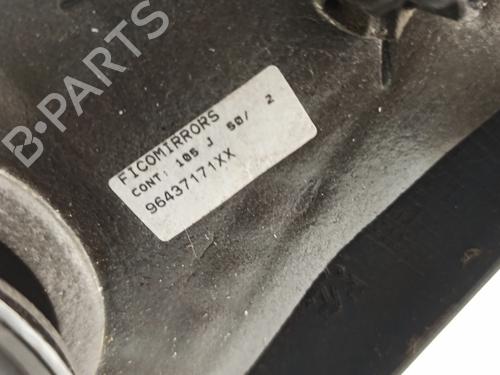 B-PARTS
FICOMIRRORS
CONT: 105 J 50/ 2
96437171XX